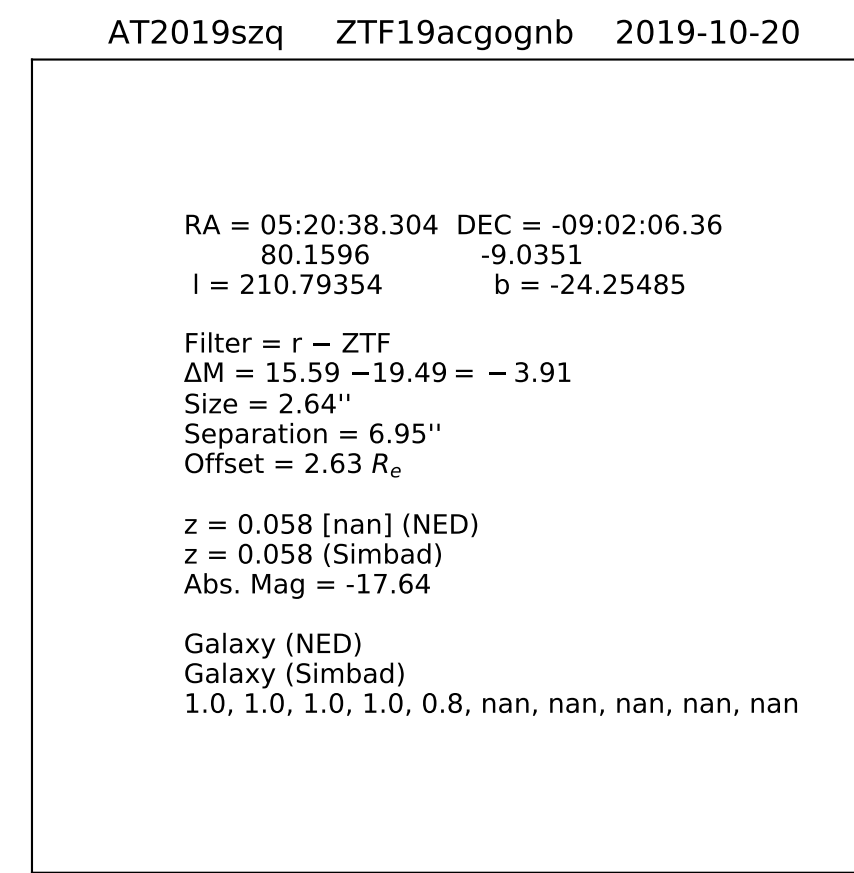 AT2019szq ZTF19acgognb 2019-10-20
RA = 05:20:38.304 DEC = -09:02:06.36
80.1596 -9.0351
l = 210.79354 b = -24.25485
Filter = r − ZTF
ΔM = 15.59 −19.49 = − 3.91
Size = 2.64''
Separation = 6.95''
Offset = 2.63 Rₑ
z = 0.058 [nan] (NED)
z = 0.058 (Simbad)
Abs. Mag = -17.64
Galaxy (NED)
Galaxy (Simbad)
1.0, 1.0, 1.0, 1.0, 0.8, nan, nan, nan, nan, nan